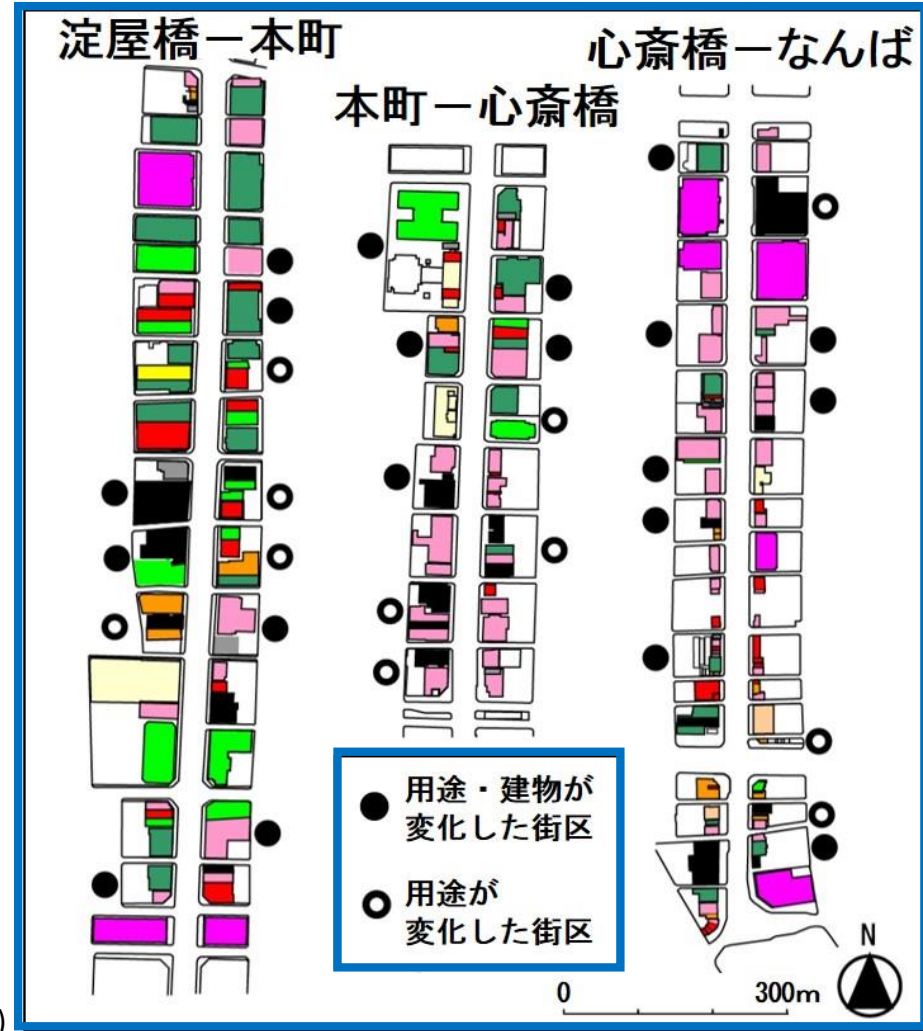 淀屋橋－本町
本町－心斎橋
心斎橋－なんば
用途・建物が
変化した街区
用途が
変化した街区
N
0 300m
)